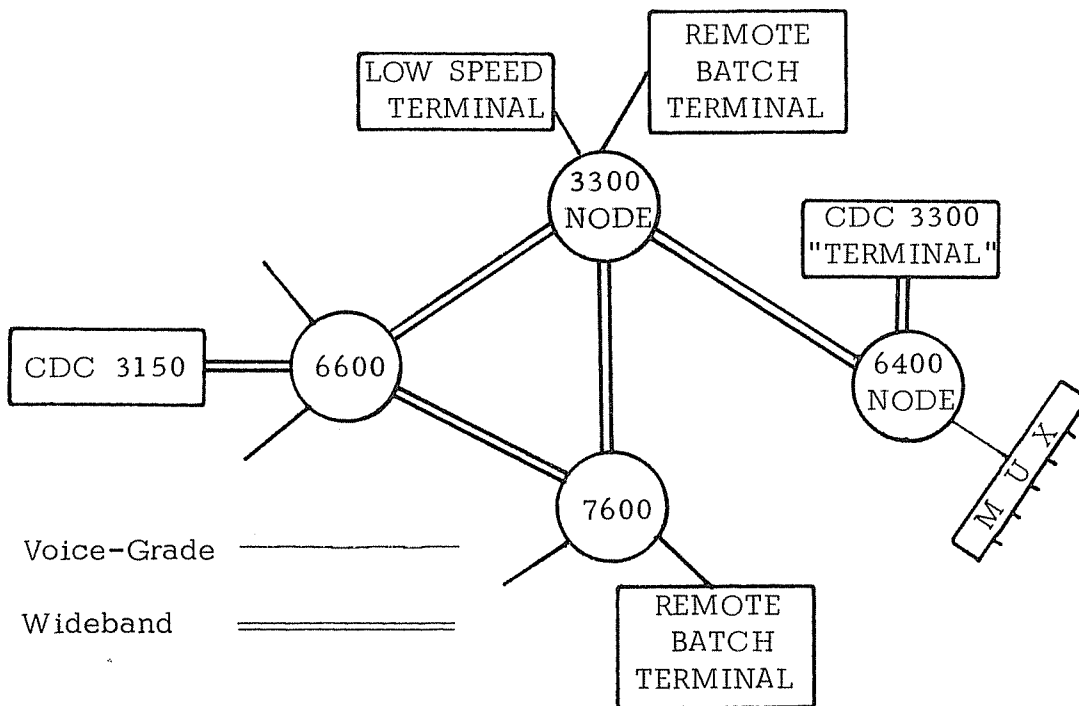 LOW SPEED
TERMINAL
REMOTE
BATCH
TERMINAL
3300
NODE
CDC 3300
"TERMINAL"
CDC 3150
6600
6400
NODE
M U X
7600
Voice-Grade
Wideband
REMOTE
BATCH
TERMINAL